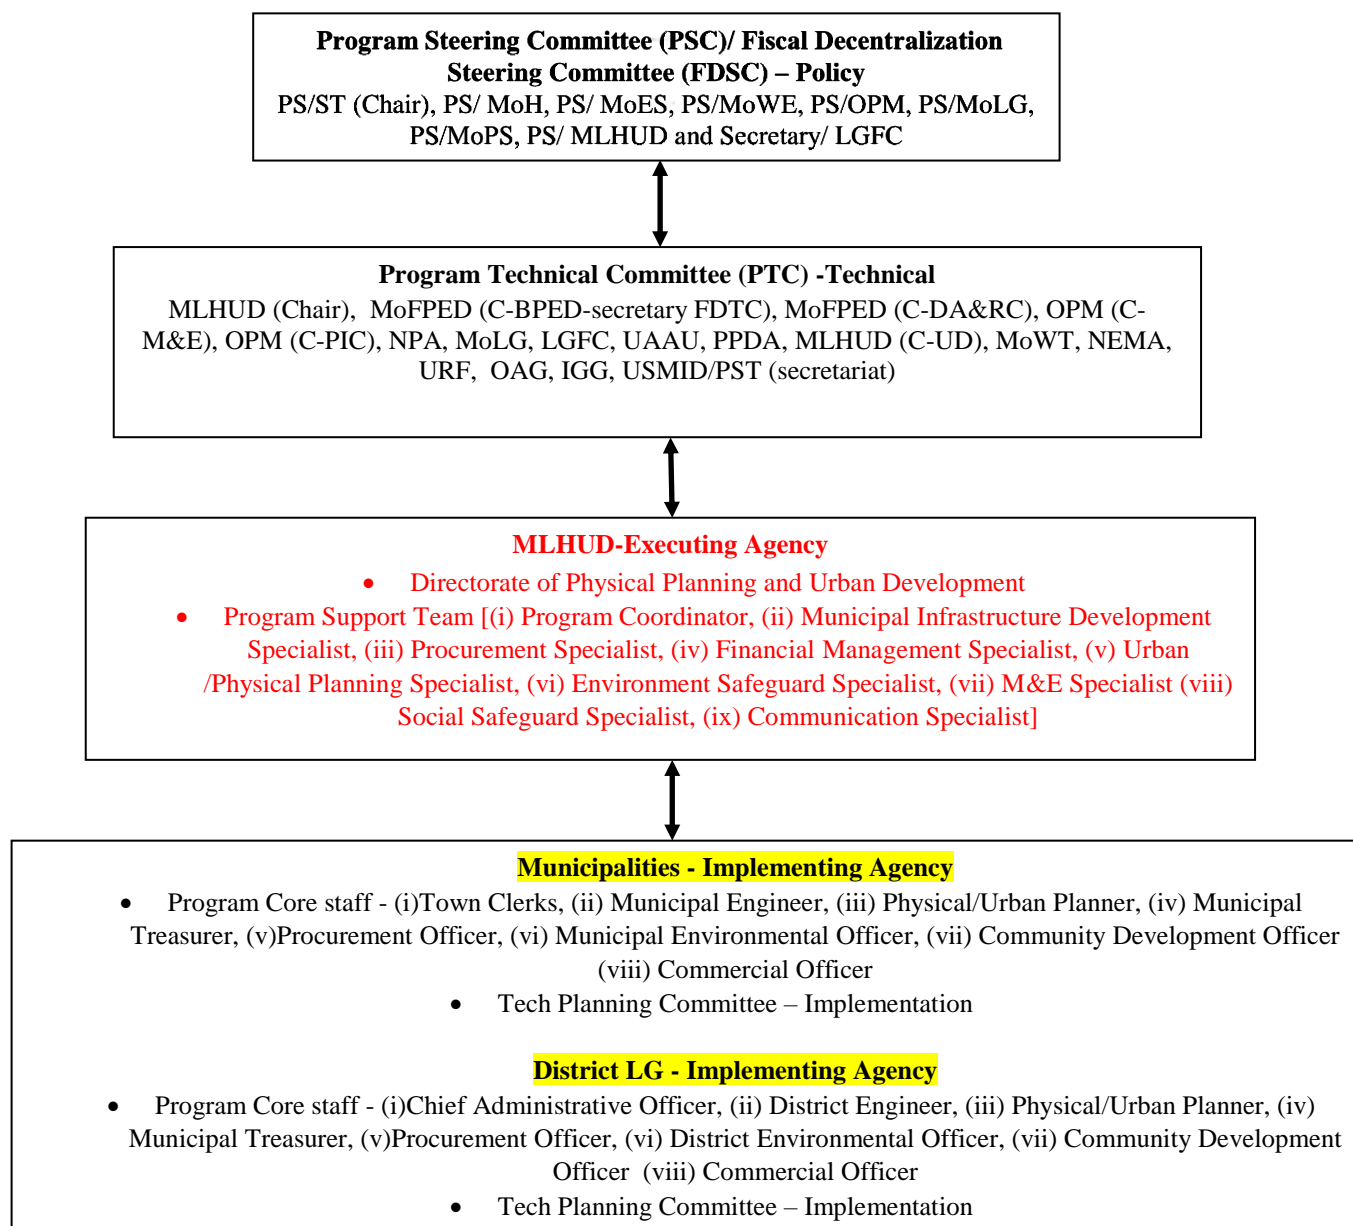 Program Steering Committee (PSC)/ Fiscal Decentralization
Steering Committee (FDSC) – Policy
PS/ST (Chair), PS/ MoH, PS/ MoES, PS/MoWE, PS/OPM, PS/MoLG,
PS/MoPS, PS/ MLHUD and Secretary/ LGFC
Program Technical Committee (PTC) -Technical
MLHUD (Chair),  MoFPED (C-BPED-secretary FDTC), MoFPED (C-DA&RC), OPM (C-
M&E), OPM (C-PIC), NPA, MoLG, LGFC, UAAU, PPDA, MLHUD (C-UD), MoWT, NEMA,
URF,  OAG, IGG, USMID/PST (secretariat)
MLHUD-Executing Agency
• Directorate of Physical Planning and Urban Development
• Program Support Team [(i) Program Coordinator, (ii) Municipal Infrastructure Development
Specialist, (iii) Procurement Specialist, (iv) Financial Management Specialist, (v) Urban
/Physical Planning Specialist, (vi) Environment Safeguard Specialist, (vii) M&E Specialist (viii)
Social Safeguard Specialist, (ix) Communication Specialist]
Municipalities - Implementing Agency
• Program Core staff - (i)Town Clerks, (ii) Municipal Engineer, (iii) Physical/Urban Planner, (iv) Municipal
Treasurer, (v)Procurement Officer, (vi) Municipal Environmental Officer, (vii) Community Development Officer
(viii) Commercial Officer
• Tech Planning Committee – Implementation
District LG - Implementing Agency
• Program Core staff - (i)Chief Administrative Officer, (ii) District Engineer, (iii) Physical/Urban Planner, (iv)
Municipal Treasurer, (v)Procurement Officer, (vi) District Environmental Officer, (vii) Community Development
Officer  (viii) Commercial Officer
• Tech Planning Committee – Implementation